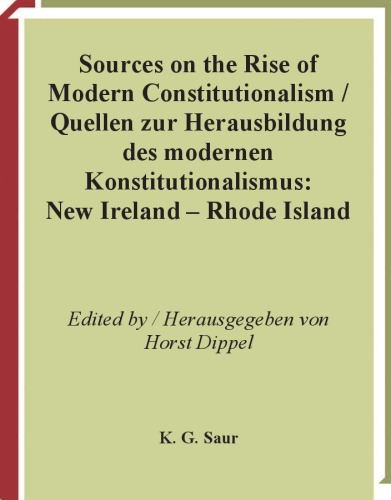 Sources on the Rise of
Modern Constitutionalism /
Quellen zur Herausbildung
des modernen
Konstitutionalismus:
New Ireland – Rhode Island
Edited by / Herausgegeben von
Horst Dippel
K. G. Saur